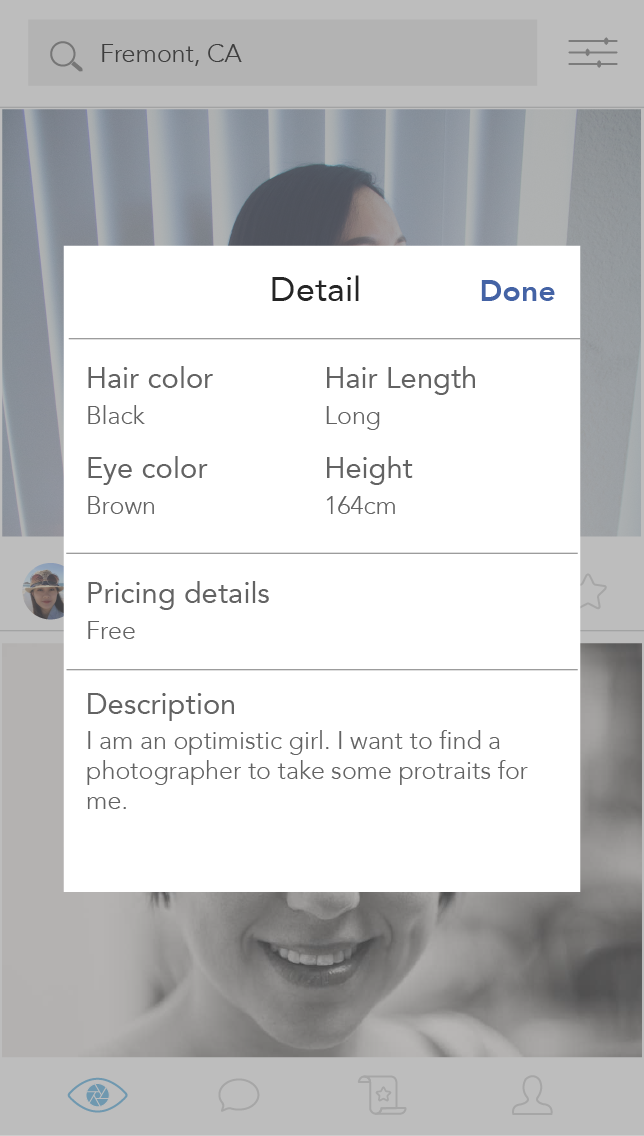 Fremont, CA
Detail
Done
Hair color
Hair Length
Black
Long
Eye color
Height
Brown
164cm
Pricing details
Free
Description
I am an optimistic girl. I want to find a
photographer to take some protraits for
me.